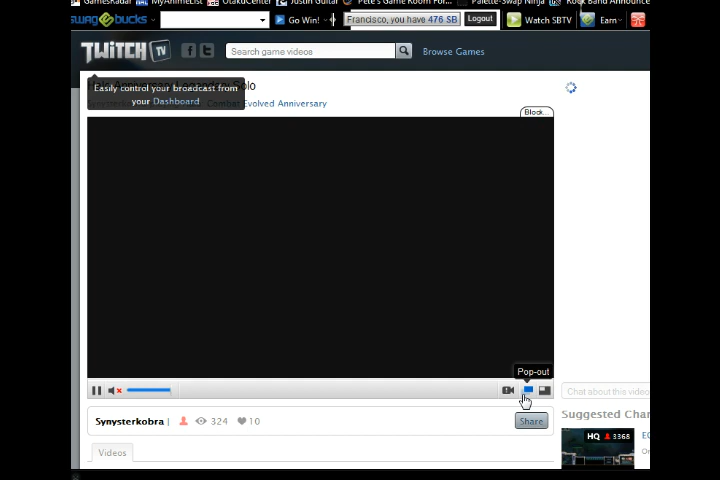 GamesRadar MyAnimeList OtakuCenter Justin Guitar Pete's Game Room For... Palette-Swap Ninja Rock Band Announce
swagbucks Go Win! Francisco, you have 476 SB Logout Watch SBTV Earn
TWITCH TV f t Search game videos Browse Games
Solo
Easily control your broadcast from
your Dashboard
Evolved Anniversary
Block...
Pop-out
Synysterkobra | 324 10 Share
Chat about this video
Suggested Char
Videos
HQ 3368